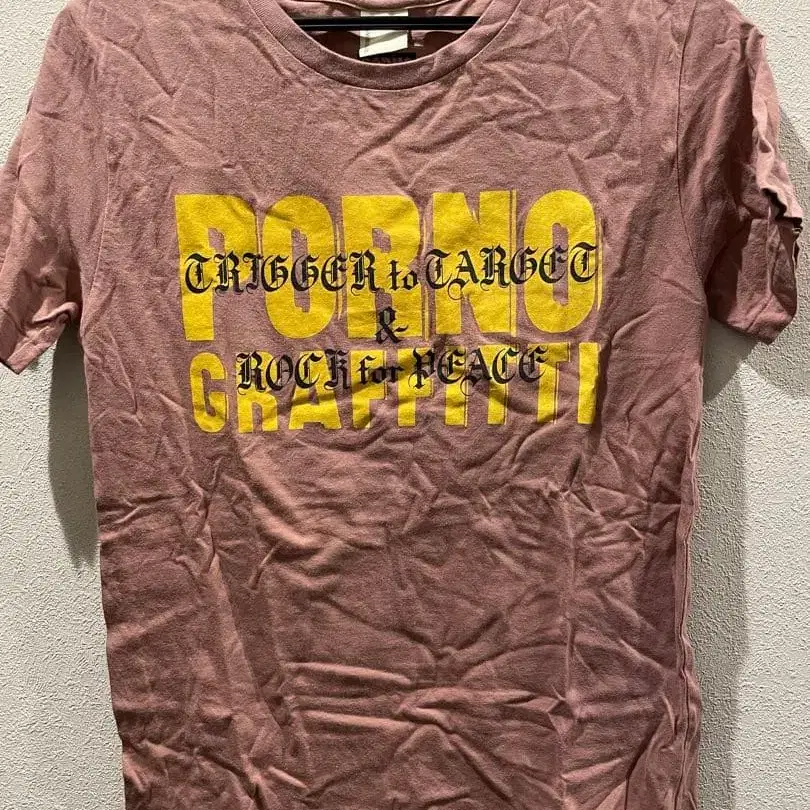 PORNO
TRIGGER to TARGET
&
ROCK for PEACE
GRAFFITTI